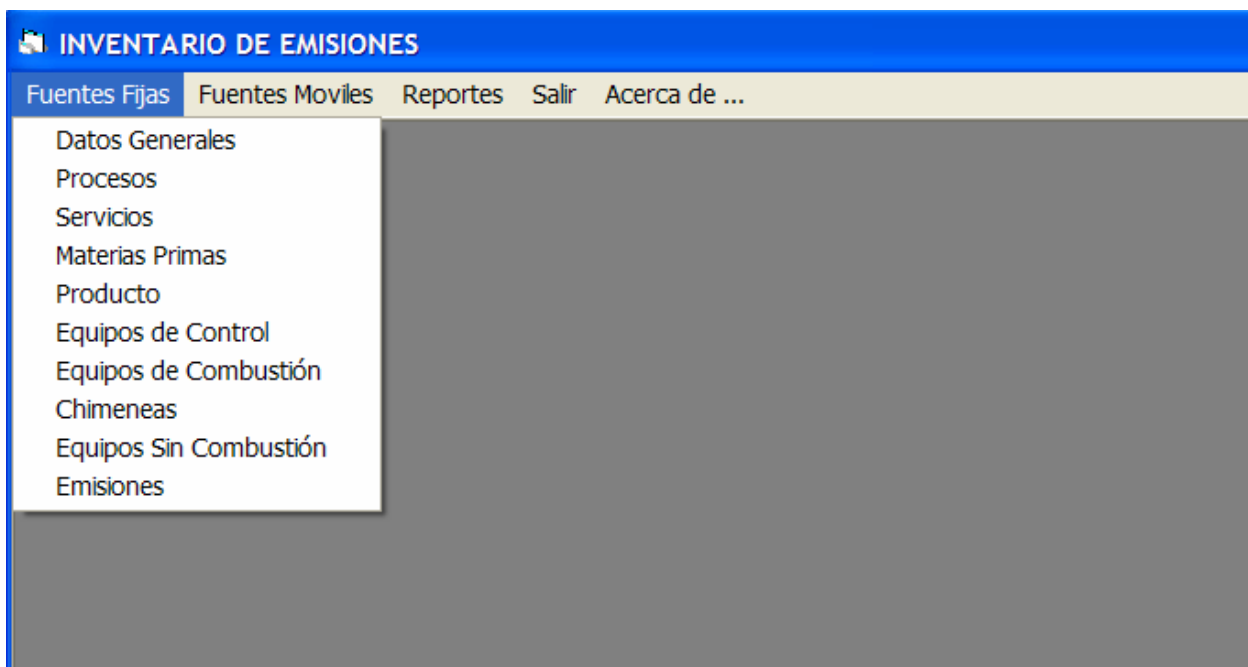 INVENTARIO DE EMISIONES
Fuentes Fijas Fuentes Moviles Reportes Salir Acerca de ...
Datos Generales
Procesos
Servicios
Materias Primas
Producto
Equipos de Control
Equipos de Combustión
Chimeneas
Equipos Sin Combustión
Emisiones